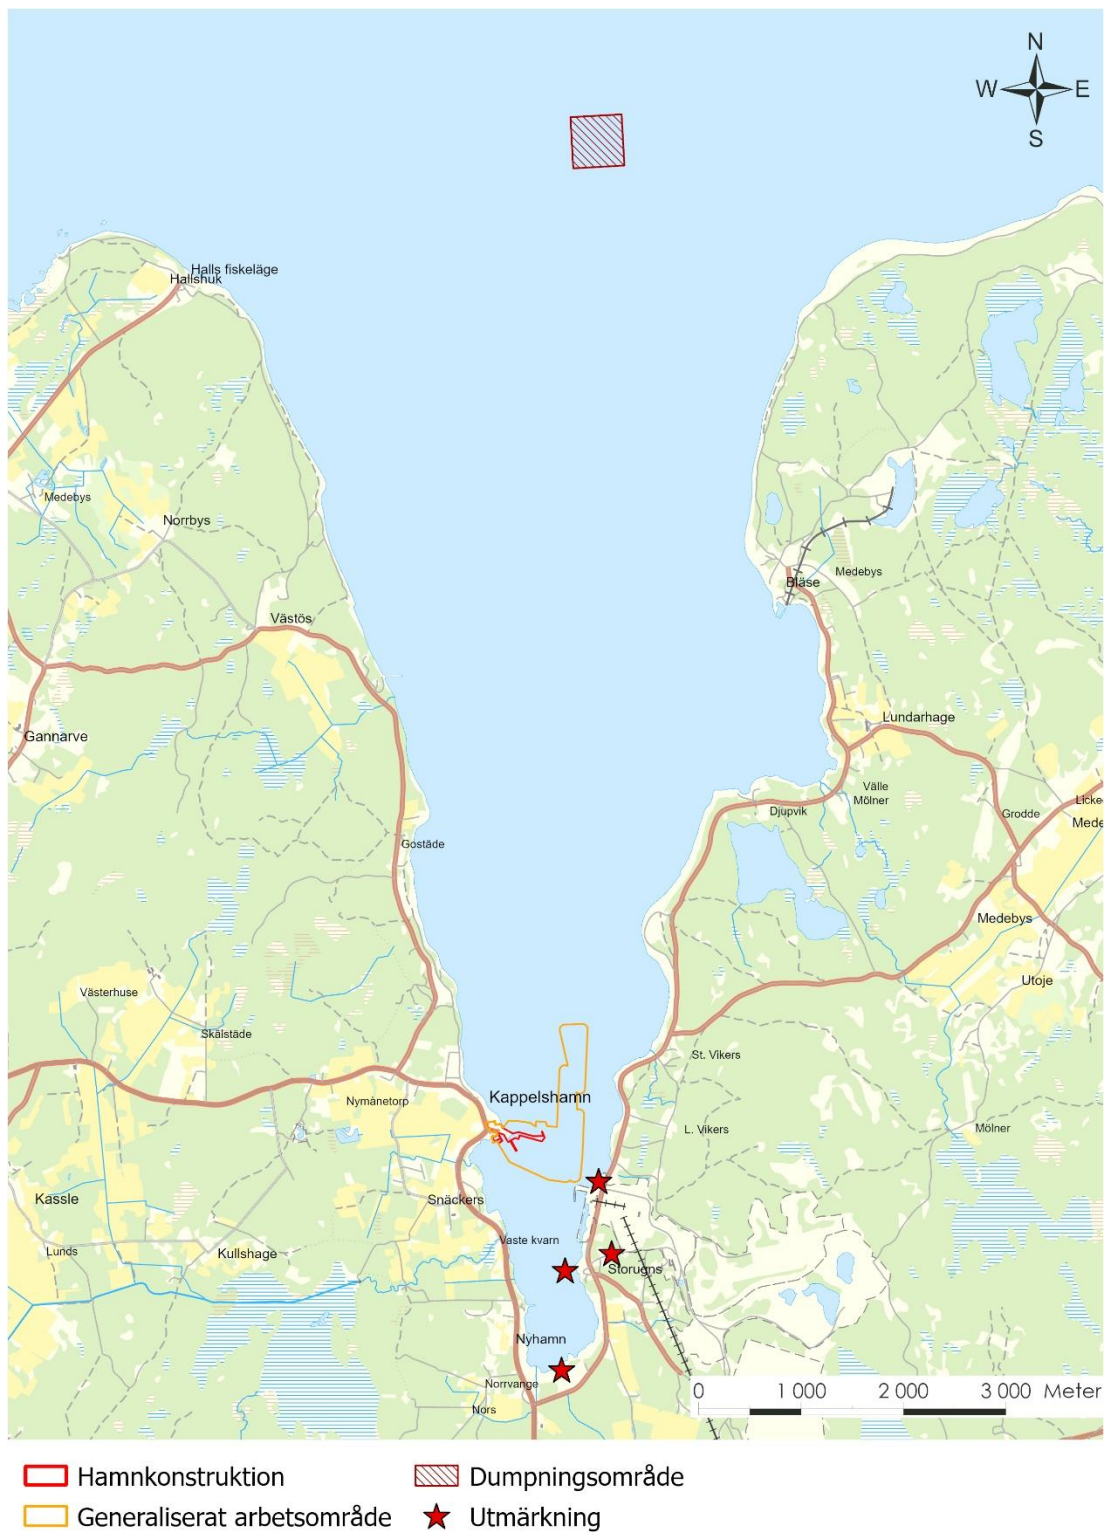 N
W E
S
Halls fiskeläge
Hallshuk
Medebys
Norrbys
Bläse
Medebys
Västös
Lundarhage
Gannarve
Välle
Mölner
Licke
Djupvik
Grodde
Mede
Gostäde
Medebys
Utoje
Västerhuse
Skälstäde
St. Vikers
Kappelshamn
Nymånetorp
L. Vikers
Mölner
Kassle
Snäckers
Lunds
Kullshage
Vaste kvarn
Storugns
Nyhamn
Norrvange
Nors
0 1 000 2 000 3 000 Meter
Hamnkonstruktion
Dumpningsområde
Generaliserat arbetsområde
Utmärkning